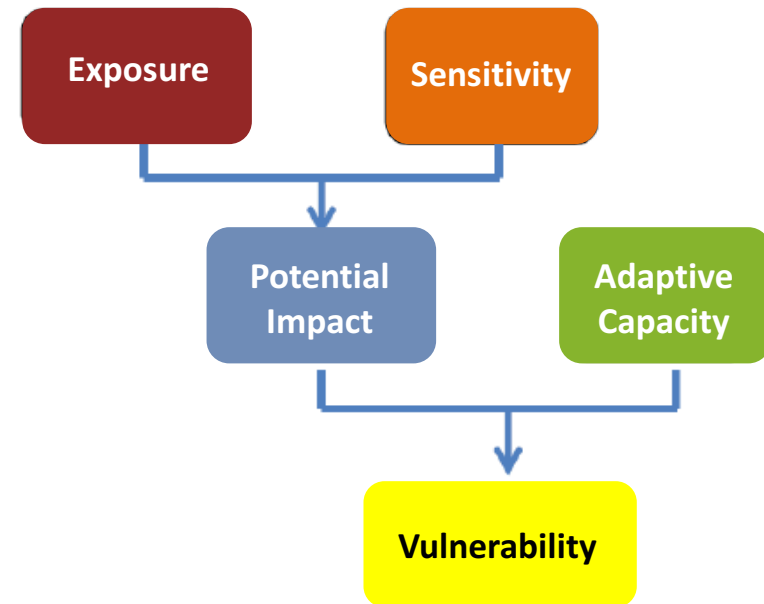 Exposure
Sensitivity
Potential
Impact
Adaptive
Capacity
Vulnerability